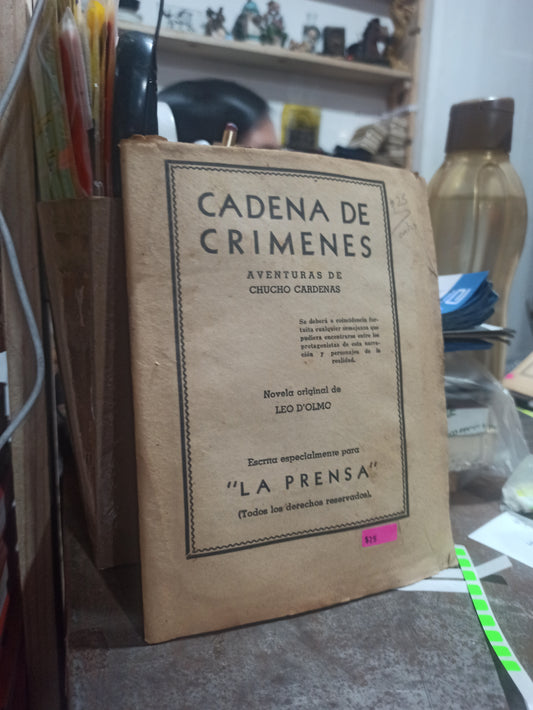 CADENA DE
CRIMENES
AVENTURAS DE
CHUCHO CARDENAS
Se deberá a coincidencia for-
tuita cualquier semejanza que
pudiera encontrarse entre los
protagonistas de esta narra-
ción y personajes de la
realidad.
Novela original de
LEO D'OLMO
Escrita especialmente para
"LA PRENSA"
(Todos los derechos reservados).
$25